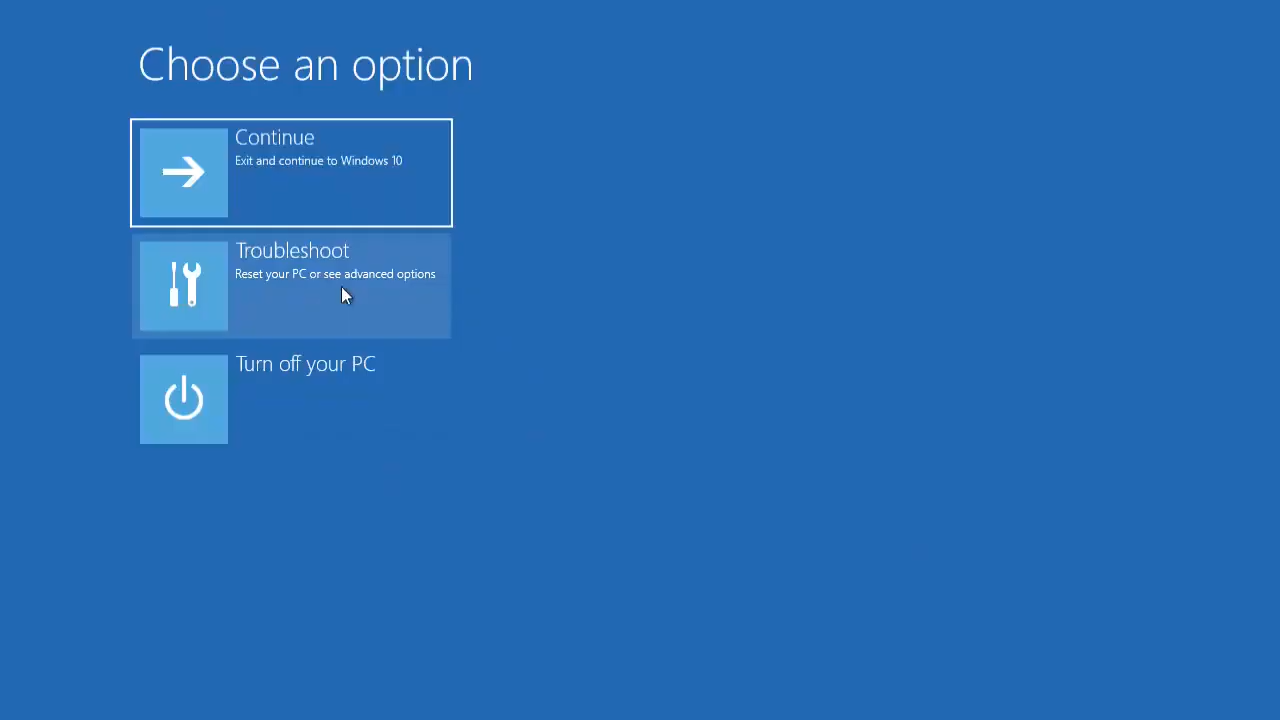 Choose an option
Continue
Exit and continue to Windows 10
Troubleshoot
Reset your PC or see advanced options
Turn off your PC